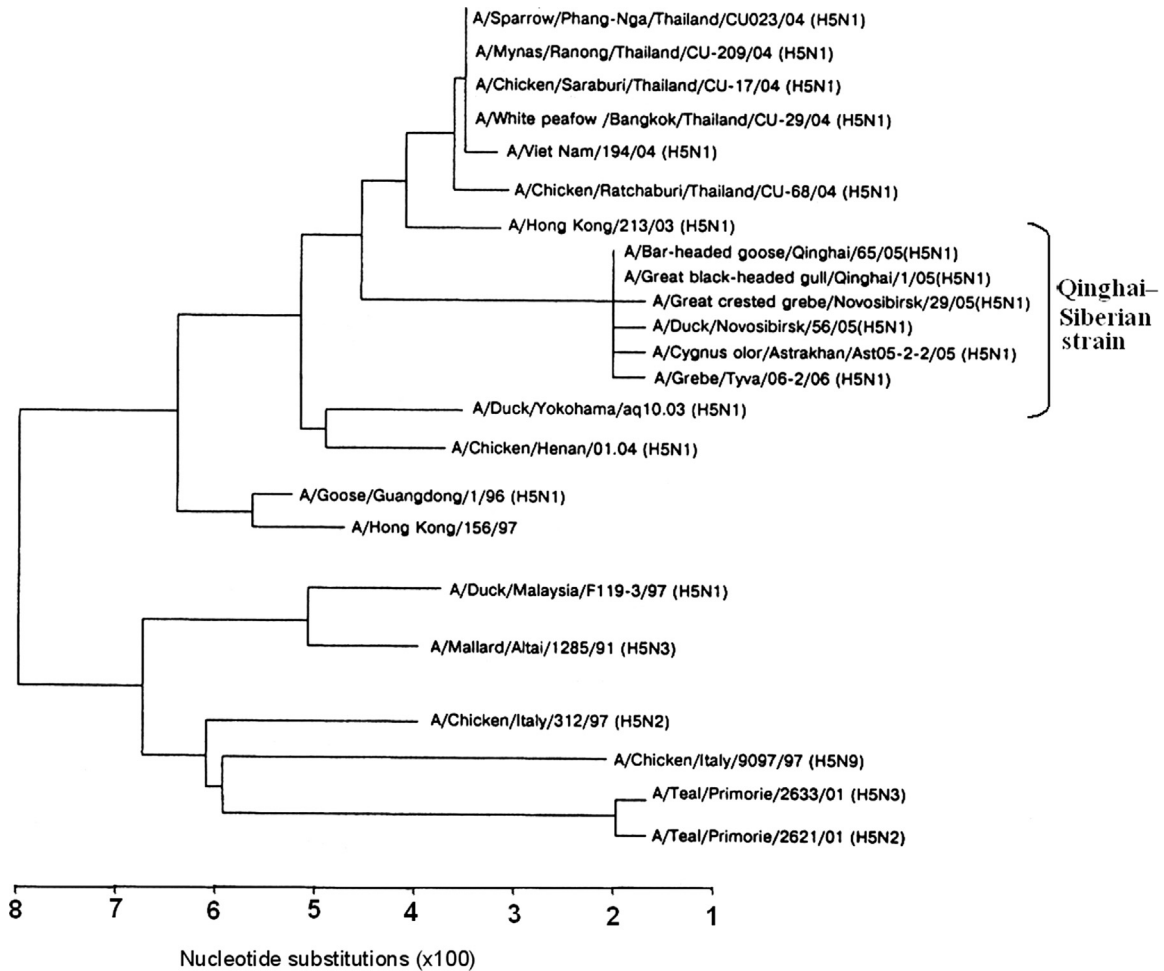 A/Sparrow/Phang-Nga/Thailand/CU023/04 (H5N1)
A/Mynas/Ranong/Thailand/CU-209/04 (H5N1)
A/Chicken/Saraburi/Thailand/CU-17/04 (H5N1)
A/White peafow /Bangkok/Thailand/CU-29/04 (H5N1)
A/Viet Nam/194/04 (H5N1)
A/Chicken/Ratchaburi/Thailand/CU-68/04 (H5N1)
A/Hong Kong/213/03 (H5N1)
A/Bar-headed goose/Qinghai/65/05(H5N1)
A/Great black-headed gull/Qinghai/1/05(H5N1)
A/Great crested grebe/Novosibirsk/29/05(H5N1)
A/Duck/Novosibirsk/56/05(H5N1)
A/Cygnus olor/Astrakhan/Ast05-2-2/05 (H5N1)
A/Grebe/Tyva/06-2/06 (H5N1)
Qinghai–
Siberian
strain
A/Duck/Yokohama/aq10.03 (H5N1)
A/Chicken/Henan/01.04 (H5N1)
A/Goose/Guangdong/1/96 (H5N1)
A/Hong Kong/156/97
A/Duck/Malaysia/F119-3/97 (H5N1)
A/Mallard/Altai/1285/91 (H5N3)
A/Chicken/Italy/312/97 (H5N2)
A/Chicken/Italy/9097/97 (H5N9)
A/Teal/Primorie/2633/01 (H5N3)
A/Teal/Primorie/2621/01 (H5N2)
8 7 6 5 4 3 2 1
Nucleotide substitutions (x100)